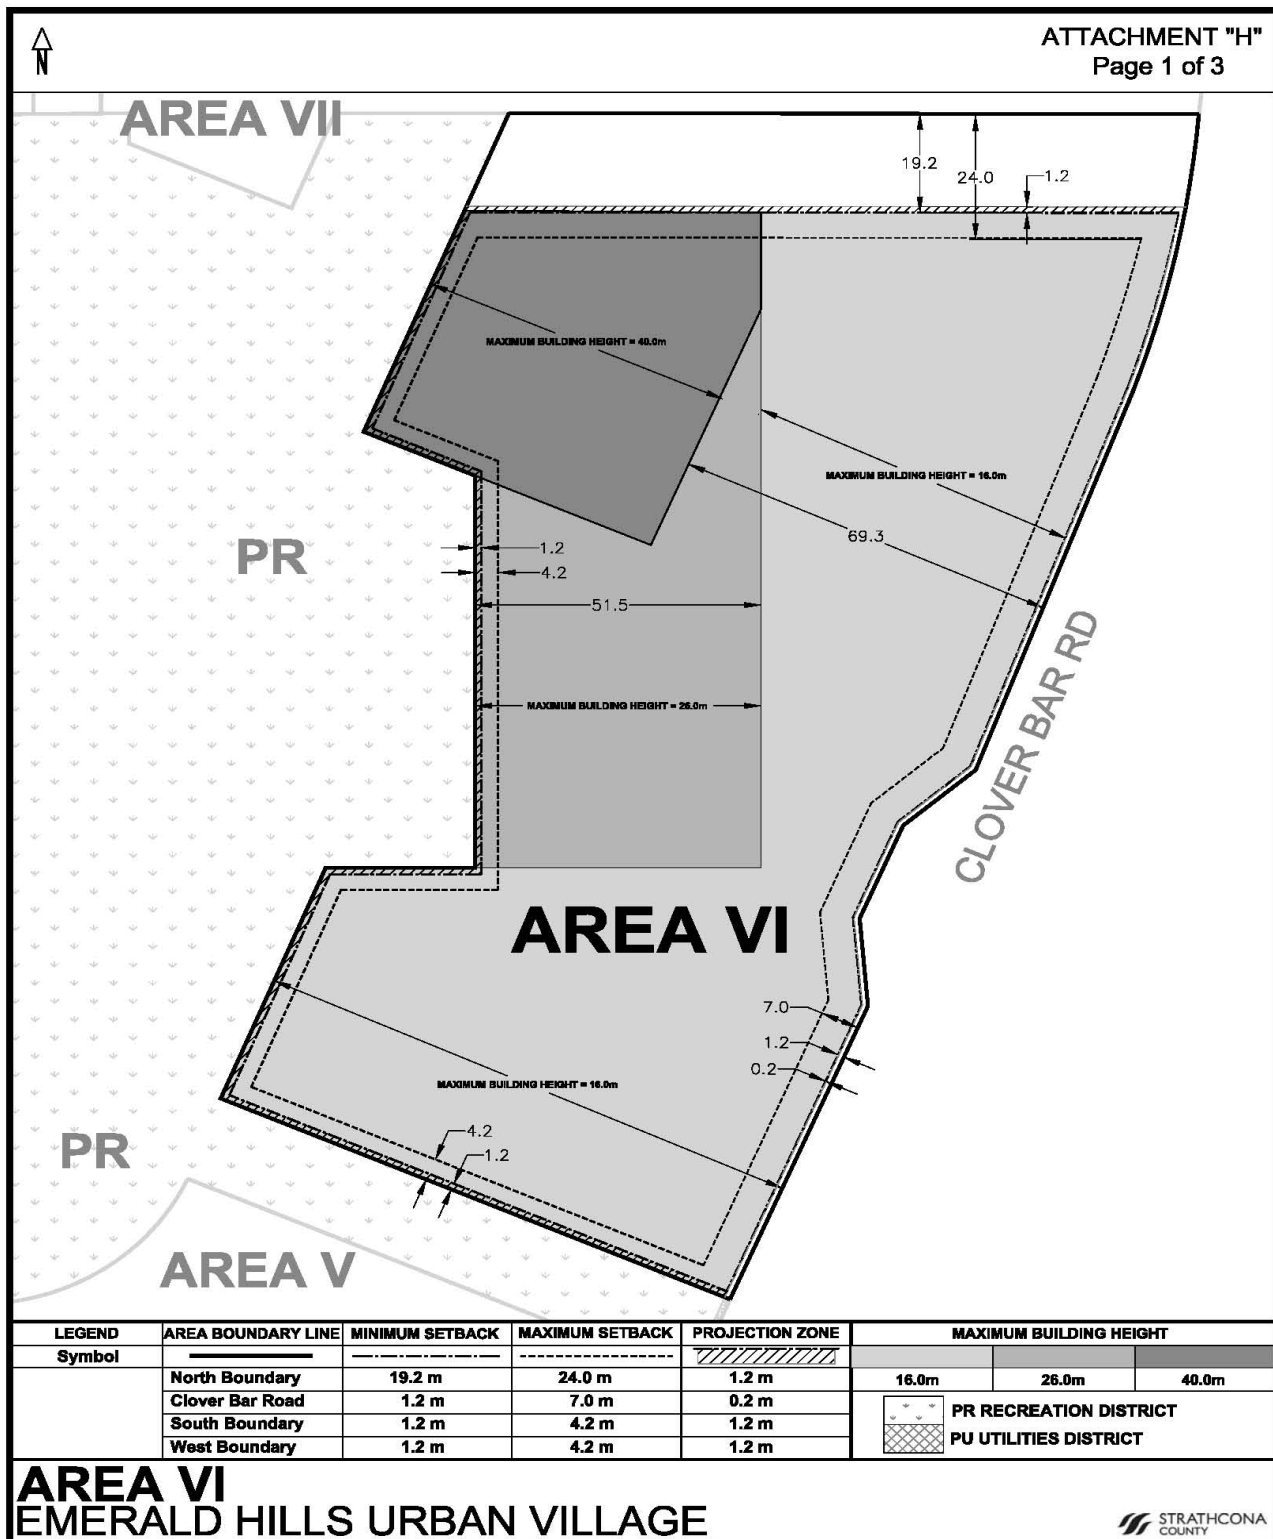 N
ATTACHMENT "H"
Page 1 of 3
AREA VII
19.2
24.0
1.2
MAXIMUM BUILDING HEIGHT = 40.0m
MAXIMUM BUILDING HEIGHT = 16.0m
69.3
PR
1.2
4.2
51.5
MAXIMUM BUILDING HEIGHT = 26.0m
CLOVER BAR RD
AREA VI
7.0
1.2
0.2
MAXIMUM BUILDING HEIGHT = 16.0m
4.2
1.2
PR
AREA V
LEGEND AREA BOUNDARY LINE MINIMUM SETBACK MAXIMUM SETBACK PROJECTION ZONE MAXIMUM BUILDING HEIGHT
Symbol
North Boundary 19.2 m 24.0 m 1.2 m 16.0m 26.0m 40.0m
Clover Bar Road 1.2 m 7.0 m 0.2 m PR RECREATION DISTRICT
South Boundary 1.2 m 4.2 m 1.2 m PU UTILITIES DISTRICT
West Boundary 1.2 m 4.2 m 1.2 m
AREA VI
EMERALD HILLS URBAN VILLAGE
STRATHCONA
COUNTY